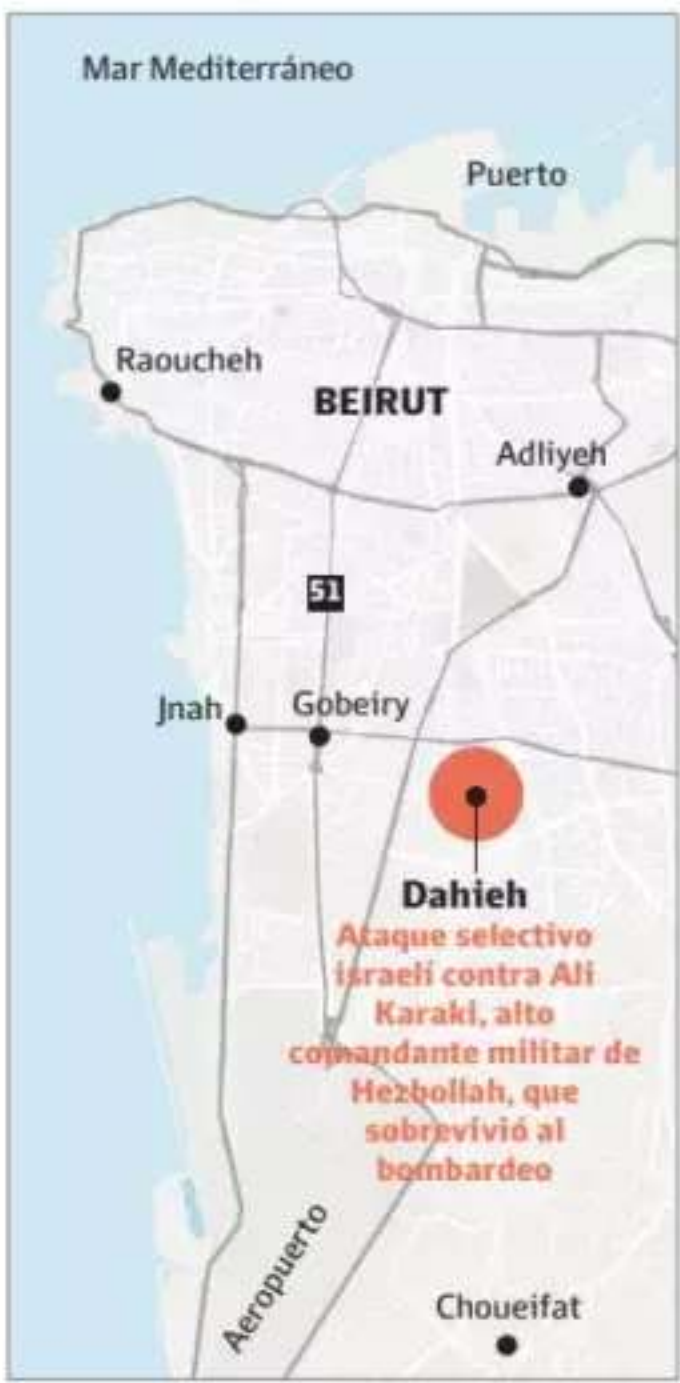 Mar Mediterráneo
Puerto
Raoucheh
BEIRUT
Adliyeh
51
Jnah
Gobeiry
Dahieh
Ataque selectivo
israelí contra Ali
Karaki, alto
comandante militar de
Hezbollah, que
sobrevivió al
bombardeo
Aeropuerto
Choueifat